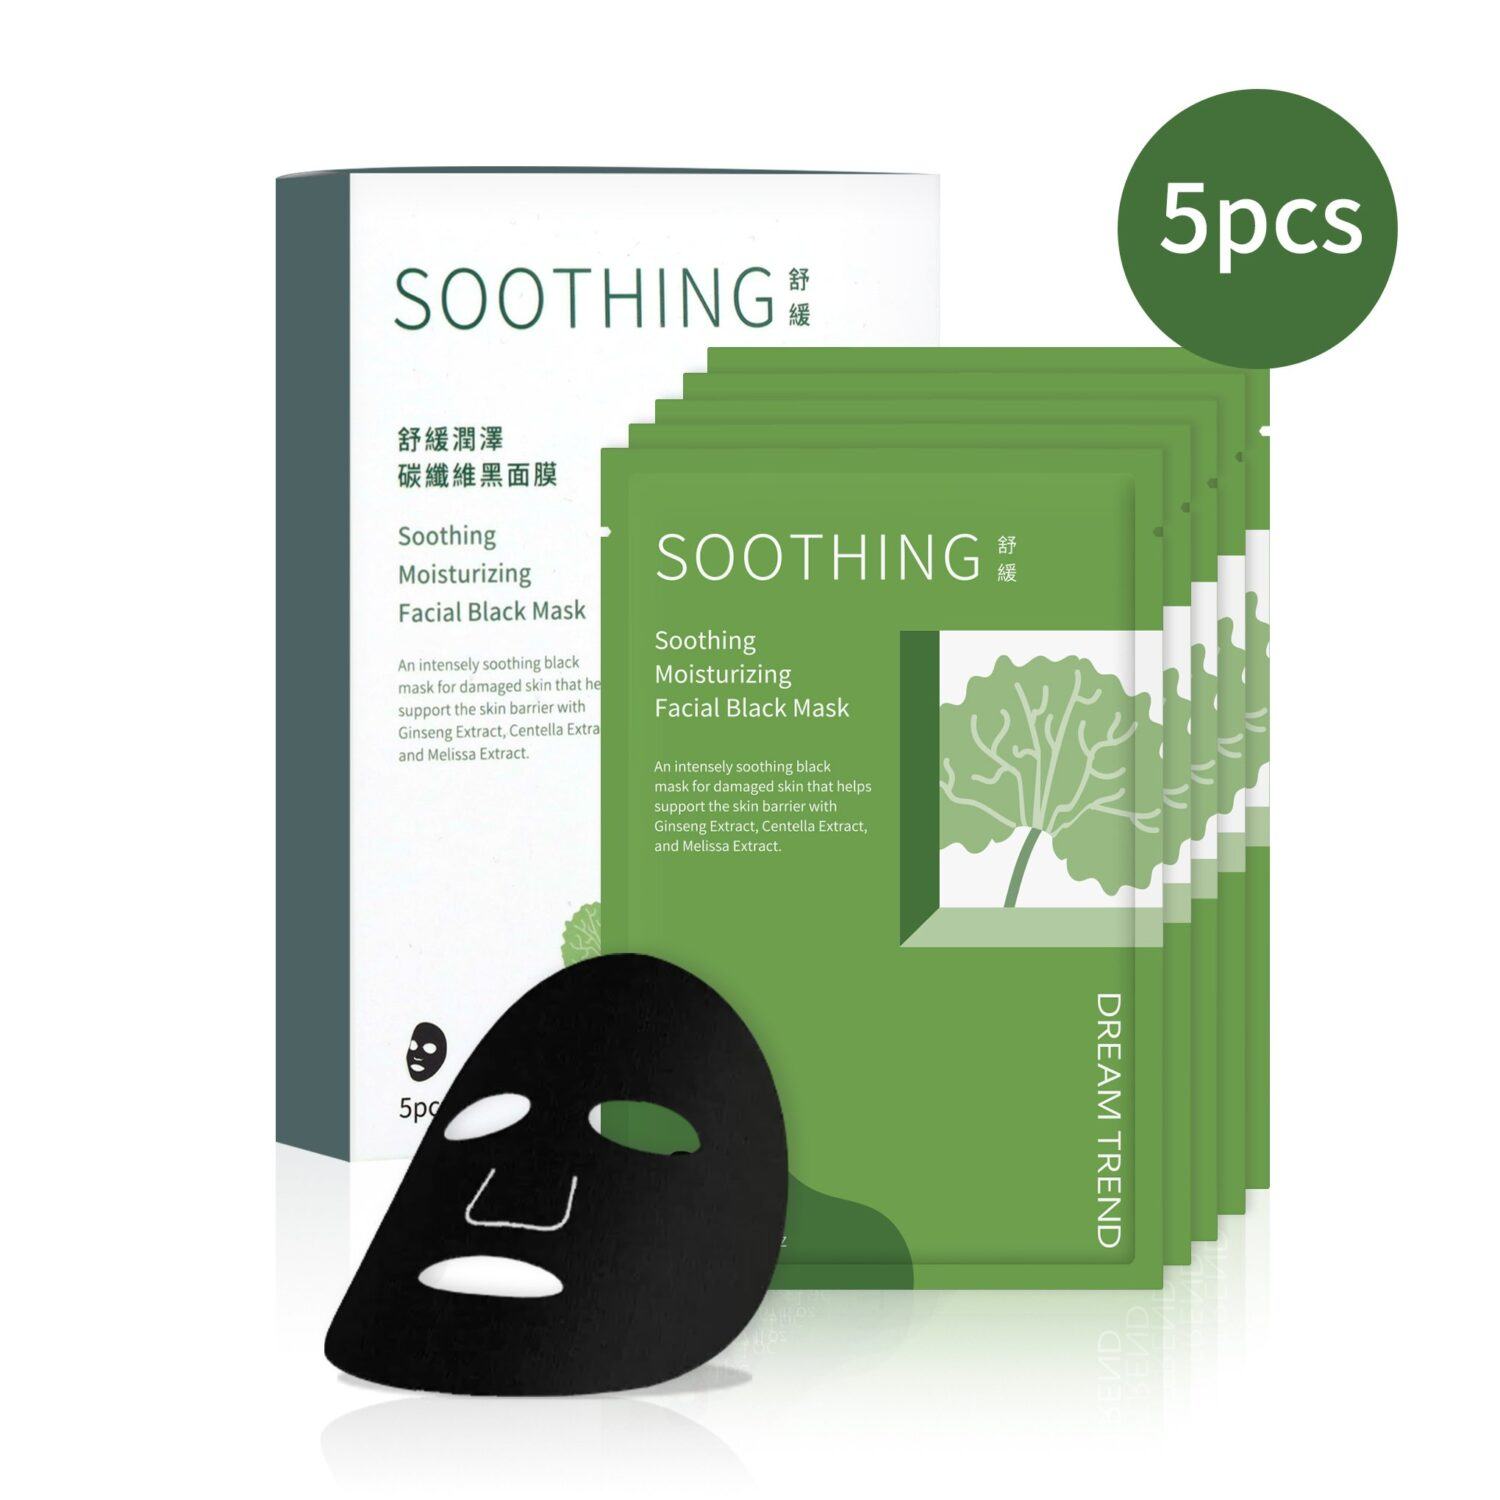 5pcs
SOOTHING 舒緩
舒緩潤澤
碳纖維黑面膜
Soothing
Moisturizing
Facial Black Mask
An intensely soothing black
mask for damaged skin that
support the skin barrier with
Ginseng Extract, Centella
and Melissa Extract.
SOOTHING 舒緩
Soothing
Moisturizing
Facial Black Mask
An intensely soothing black
mask for damaged skin that helps
support the skin barrier with
Ginseng Extract, Centella Extract,
and Melissa Extract.
DREAM TREND